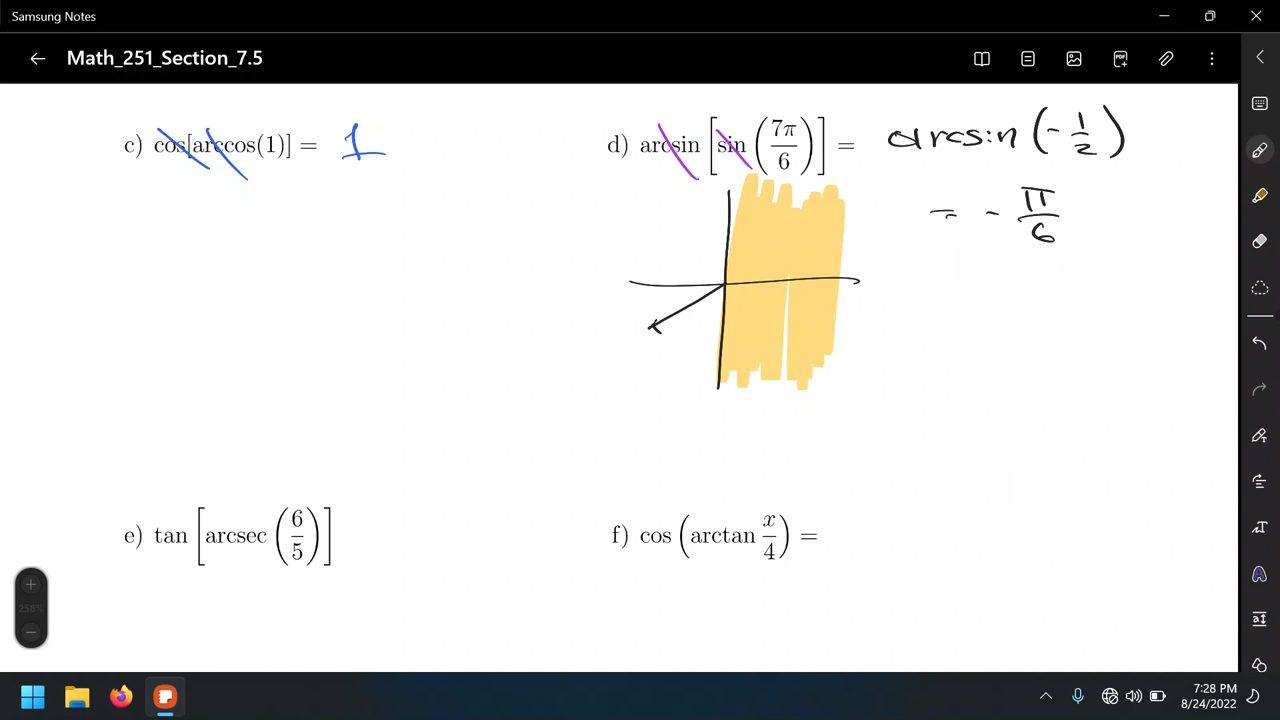 Samsung Notes
Math_251_Section_7.5
c) cos[arccos(1)] = 1
d) arcsin [sin (7π/6)] = arcsin (-1/2)
= -π/6
e) tan [arcsec (6/5)]
f) cos (arctan x/4) =
258%
7:28 PM
8/24/2022